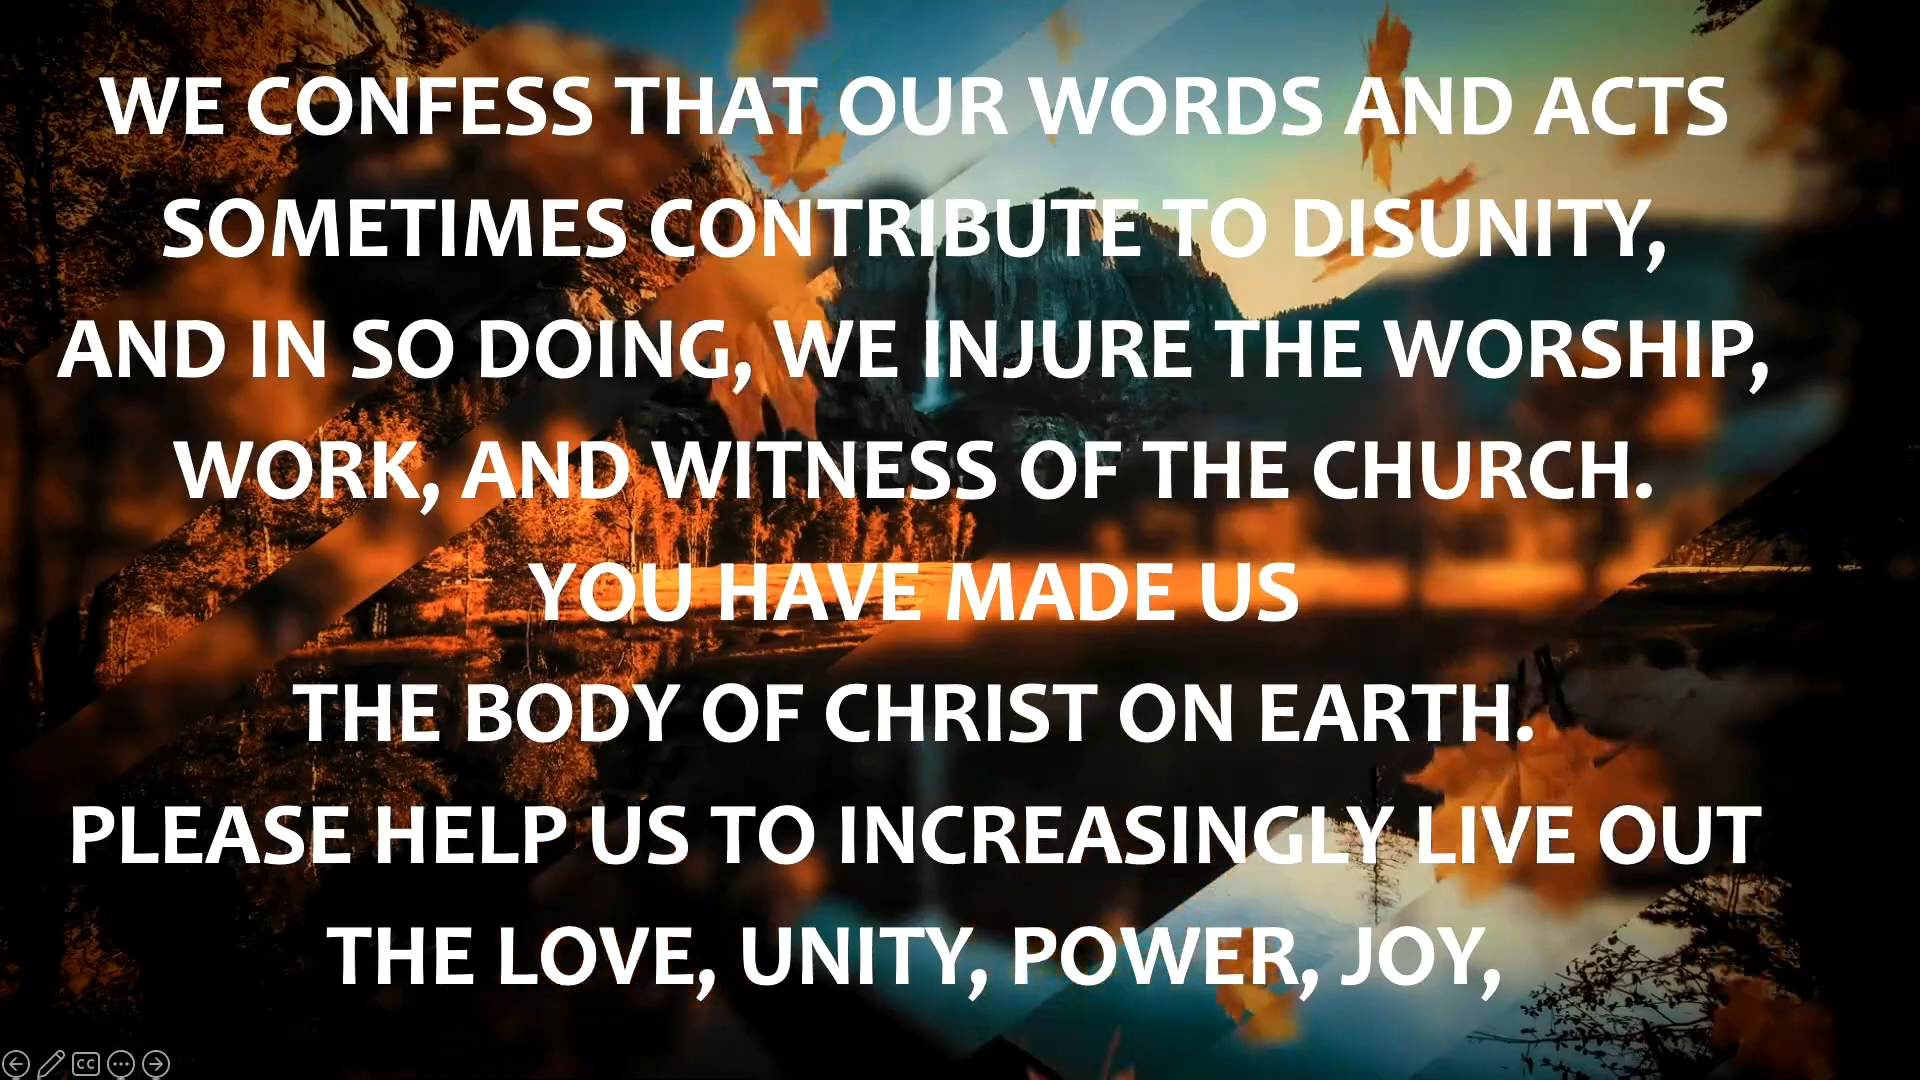 WE CONFESS THAT OUR WORDS AND ACTS
SOMETIMES CONTRIBUTE TO DISUNITY,
AND IN SO DOING, WE INJURE THE WORSHIP,
WORK, AND WITNESS OF THE CHURCH.
YOU HAVE MADE US
THE BODY OF CHRIST ON EARTH.
PLEASE HELP US TO INCREASINGLY LIVE OUT
THE LOVE, UNITY, POWER, JOY,
CC